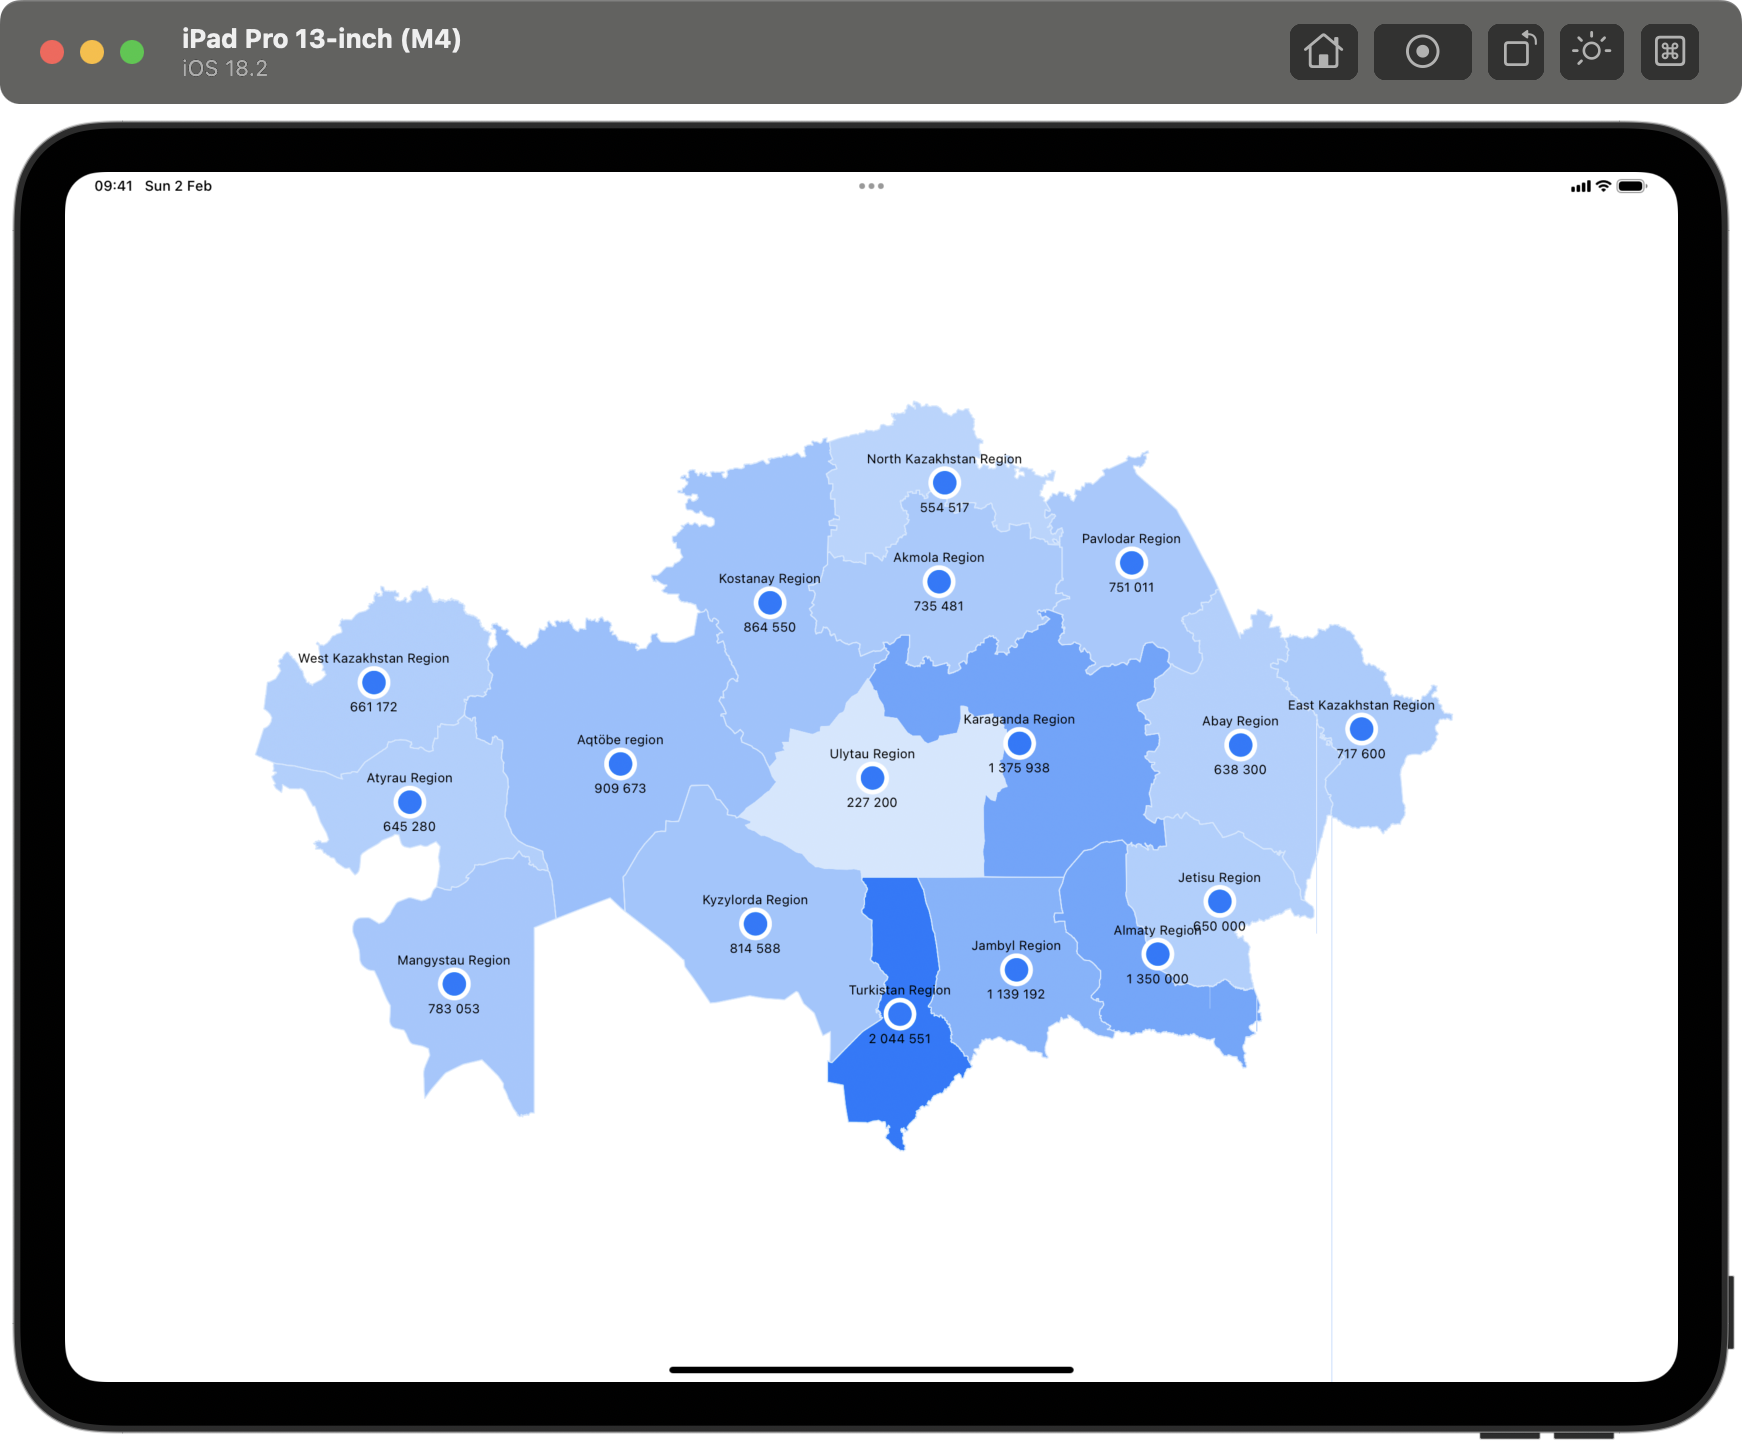 iPad Pro 13-inch (M4)
iOS 18.2
09:41 Sun 2 Feb
North Kazakhstan Region
554 517
Pavlodar Region
751 011
Akmola Region
735 481
Kostanay Region
864 550
West Kazakhstan Region
661 172
East Kazakhstan Region
717 600
Karaganda Region
1 375 938
Abay Region
638 300
Aqtöbe region
909 673
Ulytau Region
227 200
Atyrau Region
645 280
Jetisu Region
650 000
Kyzylorda Region
814 588
Almaty Region
1 350 000
Jambyl Region
1 139 192
Mangystau Region
783 053
Turkistan Region
2 044 551